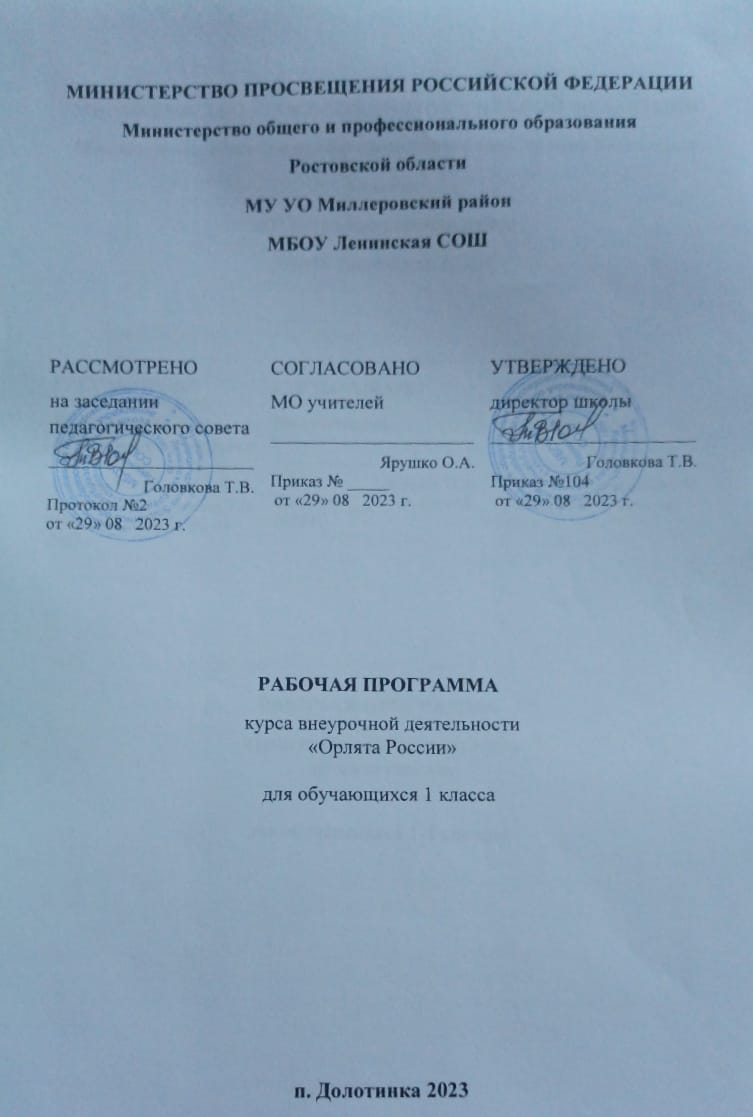 МИНИСТЕРСТВО ПРОСВЕЩЕНИЯ РОССИЙСКОЙ ФЕДЕРАЦИИ
Министерство общего и профессионального образования
Ростовской области
МУ УО Миллеровский район
МБОУ Ленинская СОШ
РАССМОТРЕНО
на заседании
педагогического совета
Головкова Т.В.
Протокол №2
от «29» 08 2023 г.
СОГЛАСОВАНО
МО учителей
Ярушко О.А.
Приказ № _____
от «29» 08 2023 г.
УТВЕРЖДЕНО
директор школы
Головкова Т.В.
Приказ №104
от «29» 08 2023 г.
РАБОЧАЯ ПРОГРАММА
курса внеурочной деятельности
«Орлята России»
для обучающихся 1 класса
п. Долотинка 2023